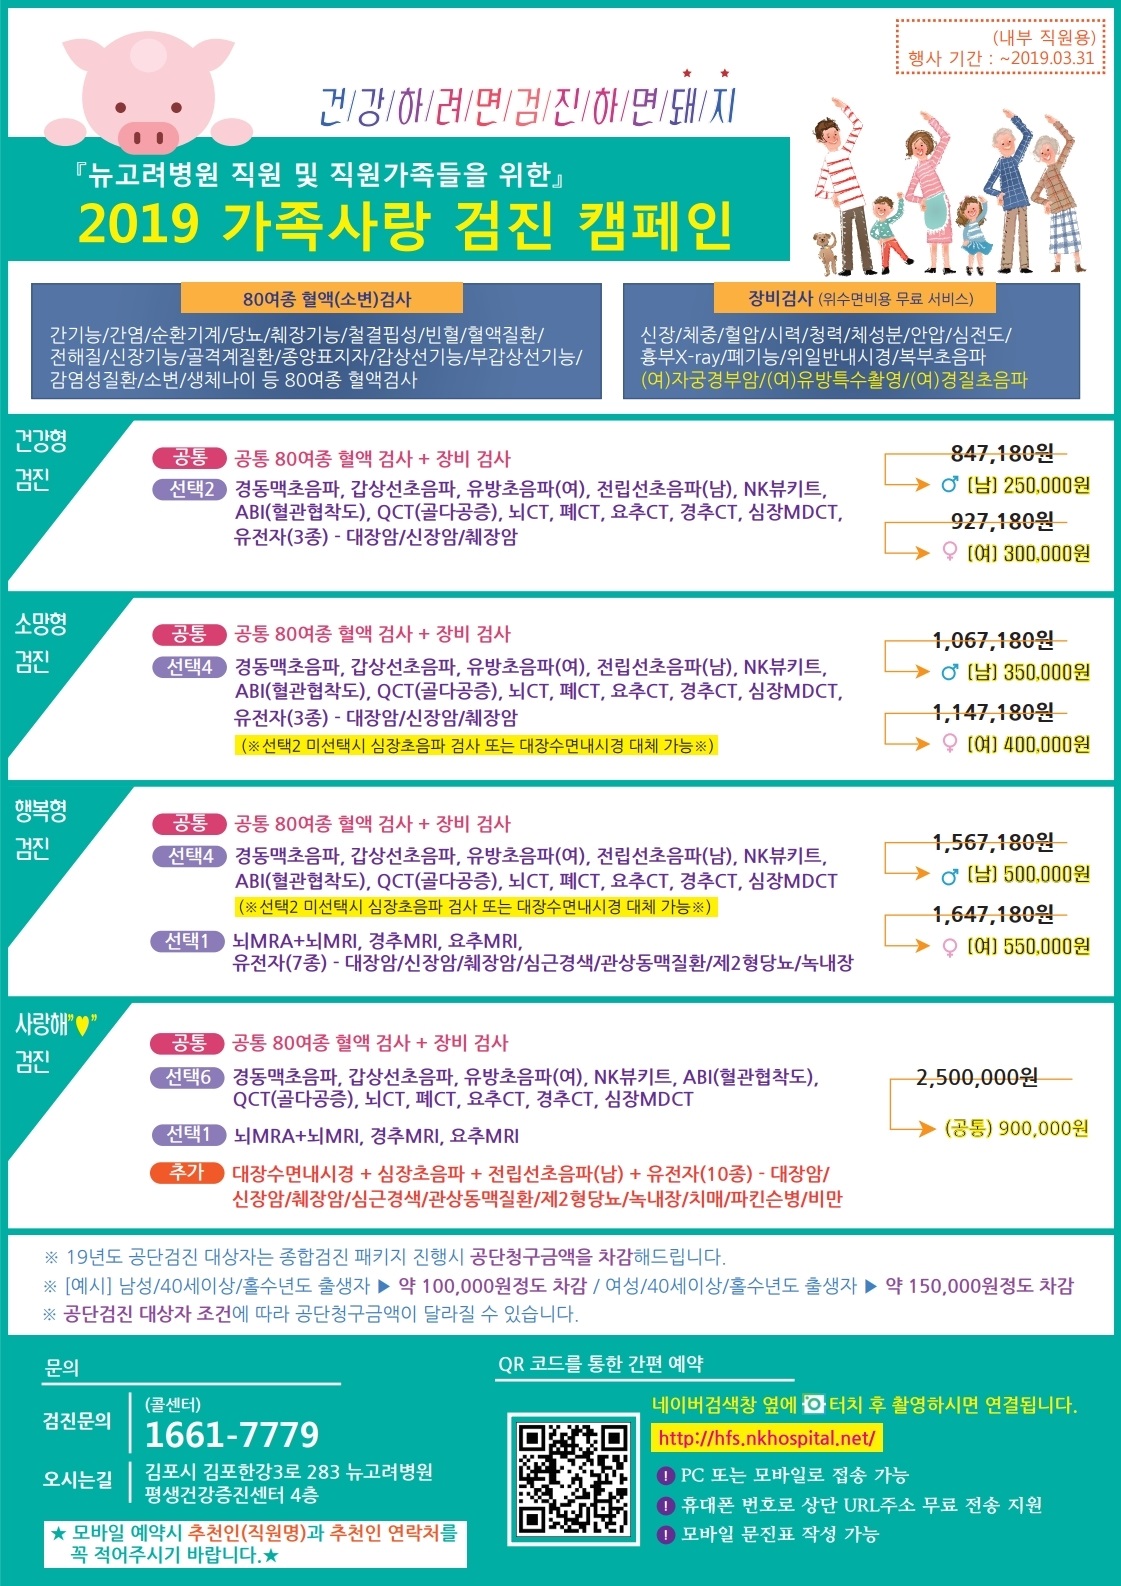 (내부 직원용)
행사 기간 : ~2019.03.31
건/강/하/려/면/검/진/하/면/돼/지
『뉴고려병원 직원 및 직원가족들을 위한』
2019 가족사랑 검진 캠페인
80여종 혈액(소변)검사
간기능/간염/순환기계/당뇨/췌장기능/철결핍성/빈혈/혈액질환/
전해질/신장기능/골격계질환/종양표지자/갑상선기능/부갑상선기능/
감염성질환/소변/생체나이 등 80여종 혈액검사
장비검사 (위수면비용 무료 서비스)
신장/체중/혈압/시력/청력/체성분/안압/심전도/
흉부X-ray/폐기능/위일반내시경/복부초음파
(여)자궁경부암/(여)유방특수촬영/(여)경질초음파
건강형
검진
공통 공통 80여종 혈액 검사 + 장비 검사
선택2 경동맥초음파, 갑상선초음파, 유방초음파(여), 전립선초음파(남), NK뷰키트,
ABI(혈관협착도), QCT(골다공증), 뇌CT, 폐CT, 요추CT, 경추CT, 심장MDCT,
유전자(3종) - 대장암/신장암/췌장암
847,180원
♂ (남) 250,000원
927,180원
♀ (여) 300,000원
소망형
검진
공통 공통 80여종 혈액 검사 + 장비 검사
선택4 경동맥초음파, 갑상선초음파, 유방초음파(여), 전립선초음파(남), NK뷰키트,
ABI(혈관협착도), QCT(골다공증), 뇌CT, 폐CT, 요추CT, 경추CT, 심장MDCT,
유전자(3종) - 대장암/신장암/췌장암
(※선택2 미선택시 심장초음파 검사 또는 대장수면내시경 대체 가능※)
1,067,180원
♂ (남) 350,000원
1,147,180원
♀ (여) 400,000원
행복형
검진
공통 공통 80여종 혈액 검사 + 장비 검사
선택4 경동맥초음파, 갑상선초음파, 유방초음파(여), 전립선초음파(남), NK뷰키트,
ABI(혈관협착도), QCT(골다공증), 뇌CT, 폐CT, 요추CT, 경추CT, 심장MDCT
(※선택2 미선택시 심장초음파 검사 또는 대장수면내시경 대체 가능※)
선택1 뇌MRA+뇌MRI, 경추MRI, 요추MRI,
유전자(7종) - 대장암/신장암/췌장암/심근경색/관상동맥질환/제2형당뇨/녹내장
1,567,180원
♂ (남) 500,000원
1,647,180원
♀ (여) 550,000원
사랑해"♥"
검진
공통 공통 80여종 혈액 검사 + 장비 검사
선택6 경동맥초음파, 갑상선초음파, 유방초음파(여), NK뷰키트, ABI(혈관협착도),
QCT(골다공증), 뇌CT, 폐CT, 요추CT, 경추CT, 심장MDCT
선택1 뇌MRA+뇌MRI, 경추MRI, 요추MRI
추가 대장수면내시경 + 심장초음파 + 전립선초음파(남) + 유전자(10종) - 대장암/
신장암/췌장암/심근경색/관상동맥질환/제2형당뇨/녹내장/치매/파킨슨병/비만
2,500,000원
(공통) 900,000원
※ 19년도 공단검진 대상자는 종합검진 패키지 진행시 공단청구금액을 차감해드립니다.
※ [예시] 남성/40세이상/홀수년도 출생자 ▶ 약 100,000원정도 차감 / 여성/40세이상/홀수년도 출생자 ▶ 약 150,000원정도 차감
※ 공단검진 대상자 조건에 따라 공단청구금액이 달라질 수 있습니다.
문의
검진문의
(콜센터)
1661-7779
오시는길
김포시 김포한강3로 283 뉴고려병원
평생건강증진센터 4층
★ 모바일 예약시 추천인(직원명)과 추천인 연락처를
꼭 적어주시기 바랍니다.★
QR 코드를 통한 간편 예약
네이버검색창 옆에 터치 후 촬영하시면 연결됩니다.
http://hfs.nkhospital.net/
! PC 또는 모바일로 접송 가능
! 휴대폰 번호로 상단 URL주소 무료 전송 지원
! 모바일 문진표 작성 가능